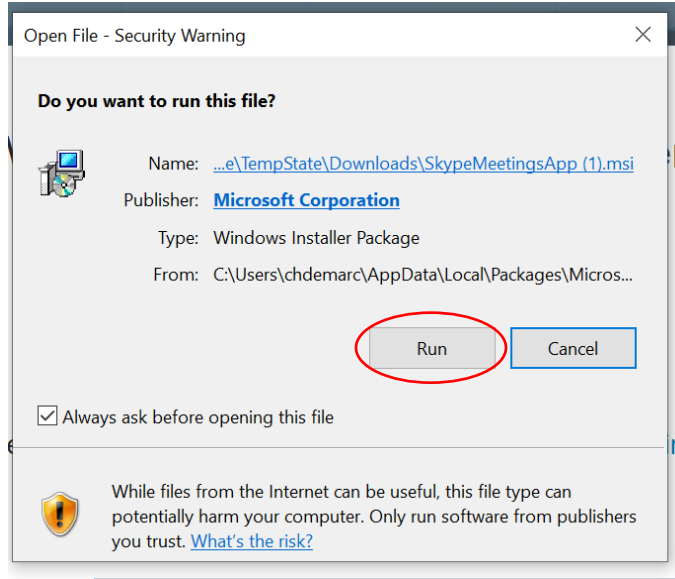 Open File - Security Warning
Do you want to run this file?
Name: ...e\TempState\Downloads\SkypeMeetingsApp (1).msi
Publisher: Microsoft Corporation
Type: Windows Installer Package
From: C:\Users\chdemarc\AppData\Local\Packages\Micros...
Run Cancel
Always ask before opening this file
While files from the Internet can be useful, this file type can
potentially harm your computer. Only run software from publishers
you trust. What's the risk?